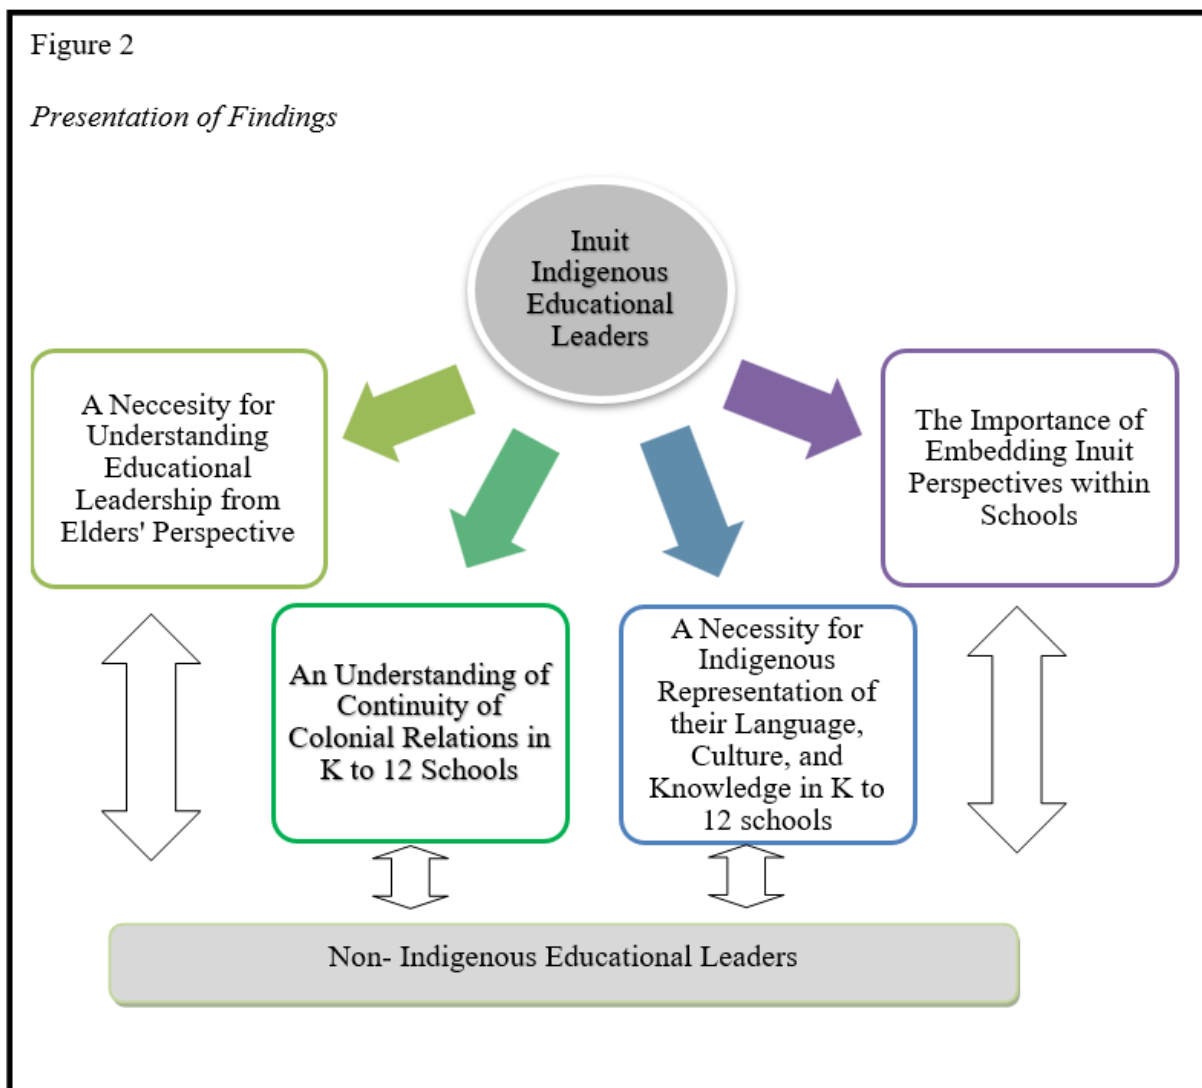 Figure 2
Presentation of Findings
Inuit
Indigenous
Educational
Leaders
A Neccesity for
Understanding
Educational
Leadership from
Elders' Perspective
An Understanding of
Continuity of
Colonial Relations in
K to 12 Schools
A Necessity for
Indigenous
Representation of
their Language,
Culture, and
Knowledge in K to
12 schools
The Importance of
Embedding Inuit
Perspectives within
Schools
Non- Indigenous Educational Leaders